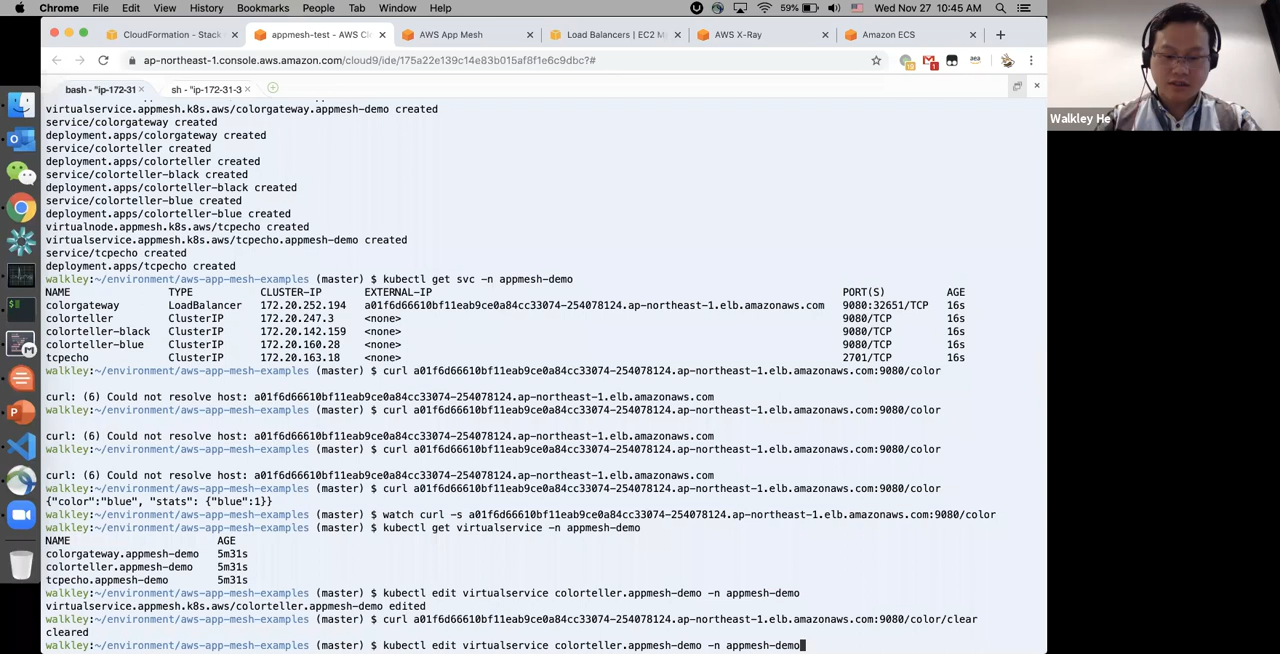 Chrome File Edit View History Bookmarks People Tab Window Help
59% Wed Nov 27 10:45 AM
CloudFormation - Stack
appmesh-test - AWS Cl
AWS App Mesh
Load Balancers | EC2 M
AWS X-Ray
Amazon ECS
ap-northeast-1.console.aws.amazon.com/cloud9/ide/175a22e139c14e83b015af8f1e6c9dbc?#
bash - "ip-172-31
sh - "ip-172-31-3
virtualservice.appmesh.k8s.aws/colorgateway.appmesh-demo created
service/colorgateway created
deployment.apps/colorgateway created
service/colorteller created
deployment.apps/colorteller created
service/colorteller-black created
deployment.apps/colorteller-black created
service/colorteller-blue created
deployment.apps/colorteller-blue created
virtualnode.appmesh.k8s.aws/tcpecho created
virtualservice.appmesh.k8s.aws/tcpecho.appmesh-demo created
service/tcpecho created
deployment.apps/tcpecho created
walkley:~/environment/aws-app-mesh-examples (master) $ kubectl get svc -n appmesh-demo
NAME TYPE CLUSTER-IP EXTERNAL-IP PORT(S) AGE
colorgateway LoadBalancer 172.20.252.194 a01f6d66610bf11eab9ce0a84cc33074-254078124.ap-northeast-1.elb.amazonaws.com 9080:32651/TCP 16s
colorteller ClusterIP 172.20.247.3 <none> 9080/TCP 16s
colorteller-black ClusterIP 172.20.142.159 <none> 9080/TCP 16s
colorteller-blue ClusterIP 172.20.160.28 <none> 9080/TCP 16s
tcpecho ClusterIP 172.20.163.18 <none> 2701/TCP 16s
walkley:~/environment/aws-app-mesh-examples (master) $ curl a01f6d66610bf11eab9ce0a84cc33074-254078124.ap-northeast-1.elb.amazonaws.com:9080/color
curl: (6) Could not resolve host: a01f6d66610bf11eab9ce0a84cc33074-254078124.ap-northeast-1.elb.amazonaws.com
walkley:~/environment/aws-app-mesh-examples (master) $ curl a01f6d66610bf11eab9ce0a84cc33074-254078124.ap-northeast-1.elb.amazonaws.com:9080/color
curl: (6) Could not resolve host: a01f6d66610bf11eab9ce0a84cc33074-254078124.ap-northeast-1.elb.amazonaws.com
walkley:~/environment/aws-app-mesh-examples (master) $ curl a01f6d66610bf11eab9ce0a84cc33074-254078124.ap-northeast-1.elb.amazonaws.com:9080/color
curl: (6) Could not resolve host: a01f6d66610bf11eab9ce0a84cc33074-254078124.ap-northeast-1.elb.amazonaws.com
walkley:~/environment/aws-app-mesh-examples (master) $ curl a01f6d66610bf11eab9ce0a84cc33074-254078124.ap-northeast-1.elb.amazonaws.com:9080/color
{"color":"blue", "stats": {"blue":1}}
walkley:~/environment/aws-app-mesh-examples (master) $ watch curl -s a01f6d66610bf11eab9ce0a84cc33074-254078124.ap-northeast-1.elb.amazonaws.com:9080/color
walkley:~/environment/aws-app-mesh-examples (master) $ kubectl get virtualservice -n appmesh-demo
NAME AGE
colorgateway.appmesh-demo 5m31s
colorteller.appmesh-demo 5m31s
tcpecho.appmesh-demo 5m31s
walkley:~/environment/aws-app-mesh-examples (master) $ kubectl edit virtualservice colorteller.appmesh-demo -n appmesh-demo
virtualservice.appmesh.k8s.aws/colorteller.appmesh-demo edited
walkley:~/environment/aws-app-mesh-examples (master) $ curl a01f6d66610bf11eab9ce0a84cc33074-254078124.ap-northeast-1.elb.amazonaws.com:9080/color/clear
cleared
walkley:~/environment/aws-app-mesh-examples (master) $ kubectl edit virtualservice colorteller.appmesh-demo -n appmesh-demo
Walkley He